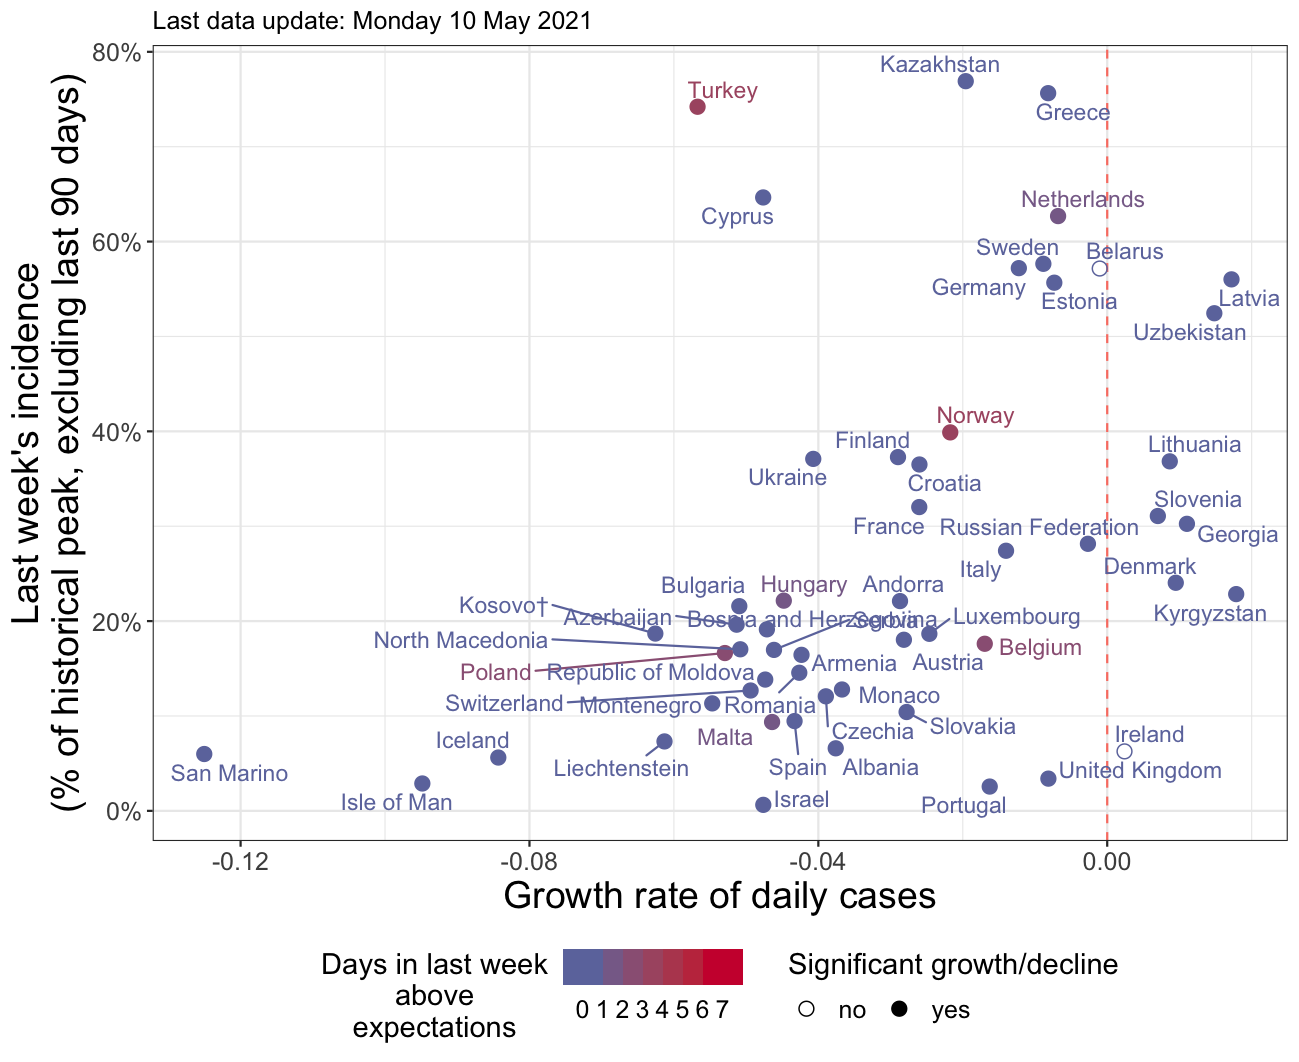 Last data update: Monday 10 May 2021
Last week's incidence
(% of historical peak, excluding last 90 days)
80%
60%
40%
20%
0%
Kazakhstan
Turkey
Greece
Netherlands
Cyprus
Sweden
Belarus
Germany
Estonia
Latvia
Uzbekistan
Norway
Finland
Lithuania
Ukraine
Croatia
Slovenia
France
Russian Federation
Georgia
Italy
Denmark
Bulgaria
Hungary
Andorra
Kosovo†
Azerbaijan
Bosnia and Herzegovina
Serbia
Luxembourg
Kyrgyzstan
North Macedonia
Belgium
Poland
Republic of Moldova
Armenia
Austria
Switzerland
Montenegro
Romania
Monaco
Malta
Czechia
Slovakia
Iceland
Ireland
Liechtenstein
Spain
Albania
United Kingdom
San Marino
Isle of Man
Israel
Portugal
-0.12
-0.08
-0.04
0.00
Growth rate of daily cases
Days in last week
above
expectations
0 1 2 3 4 5 6 7
Significant growth/decline
no
yes